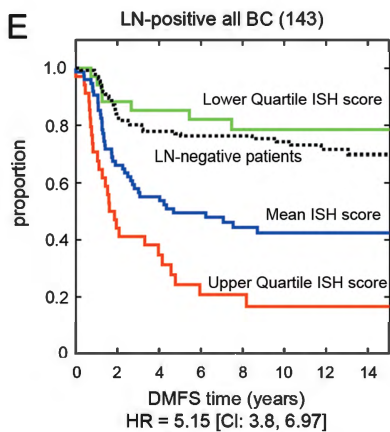 E
LN-positive all BC (143)
proportion
1.0
0.8
0.6
0.4
0.2
0.0
Lower Quartile ISH score
LN-negative patients
Mean ISH score
Upper Quartile ISH score
0 2 4 6 8 10 12 14
DMFS time (years)
HR = 5.15 [CI: 3.8, 6.97]